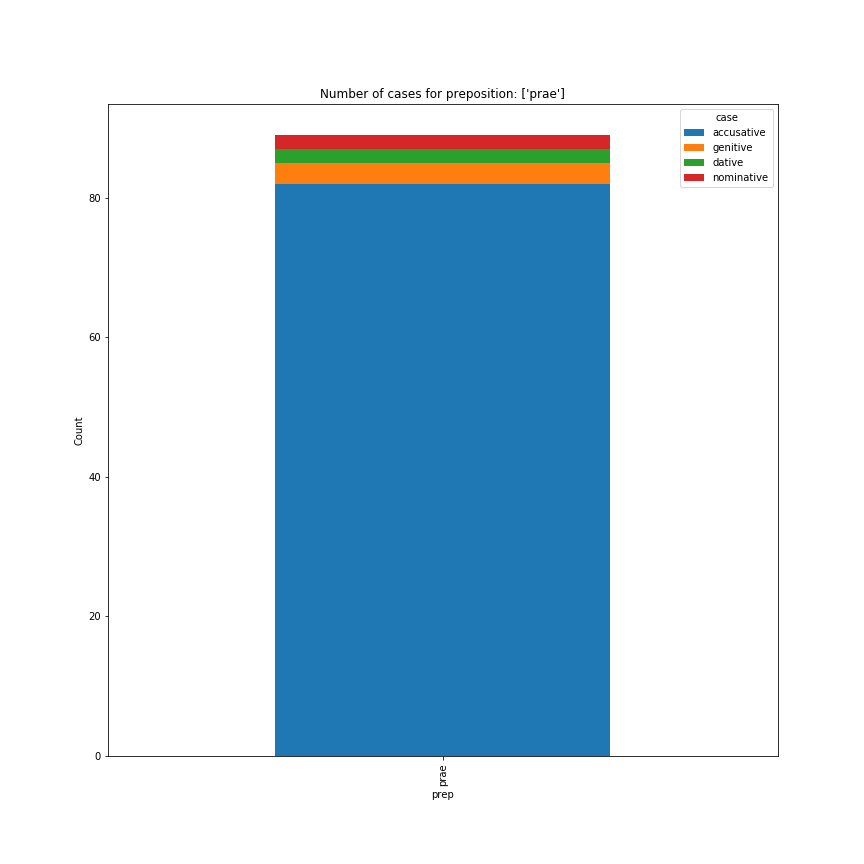 Number of cases for preposition: ['prae']
case
accusative
genitive
dative
nominative
80
60
40
20
0
Count
prae
prep